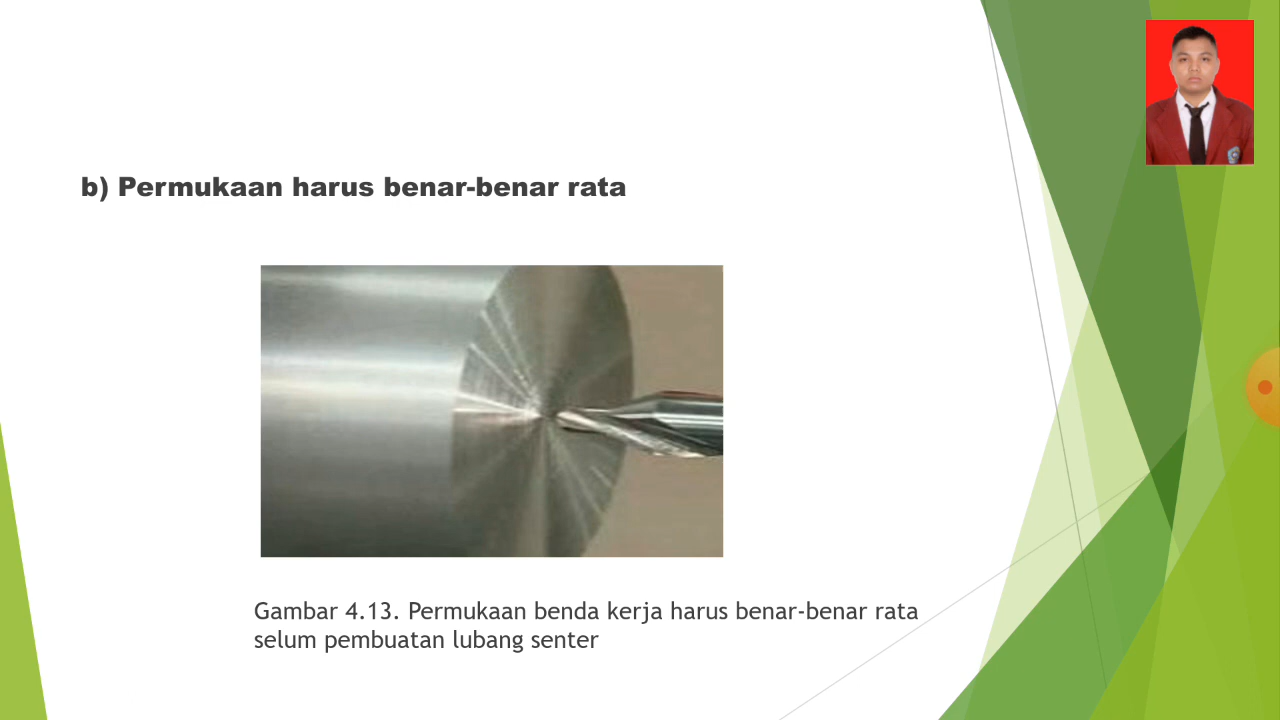 b) Permukaan harus benar-benar rata
Gambar 4.13. Permukaan benda kerja harus benar-benar rata
selum pembuatan lubang senter